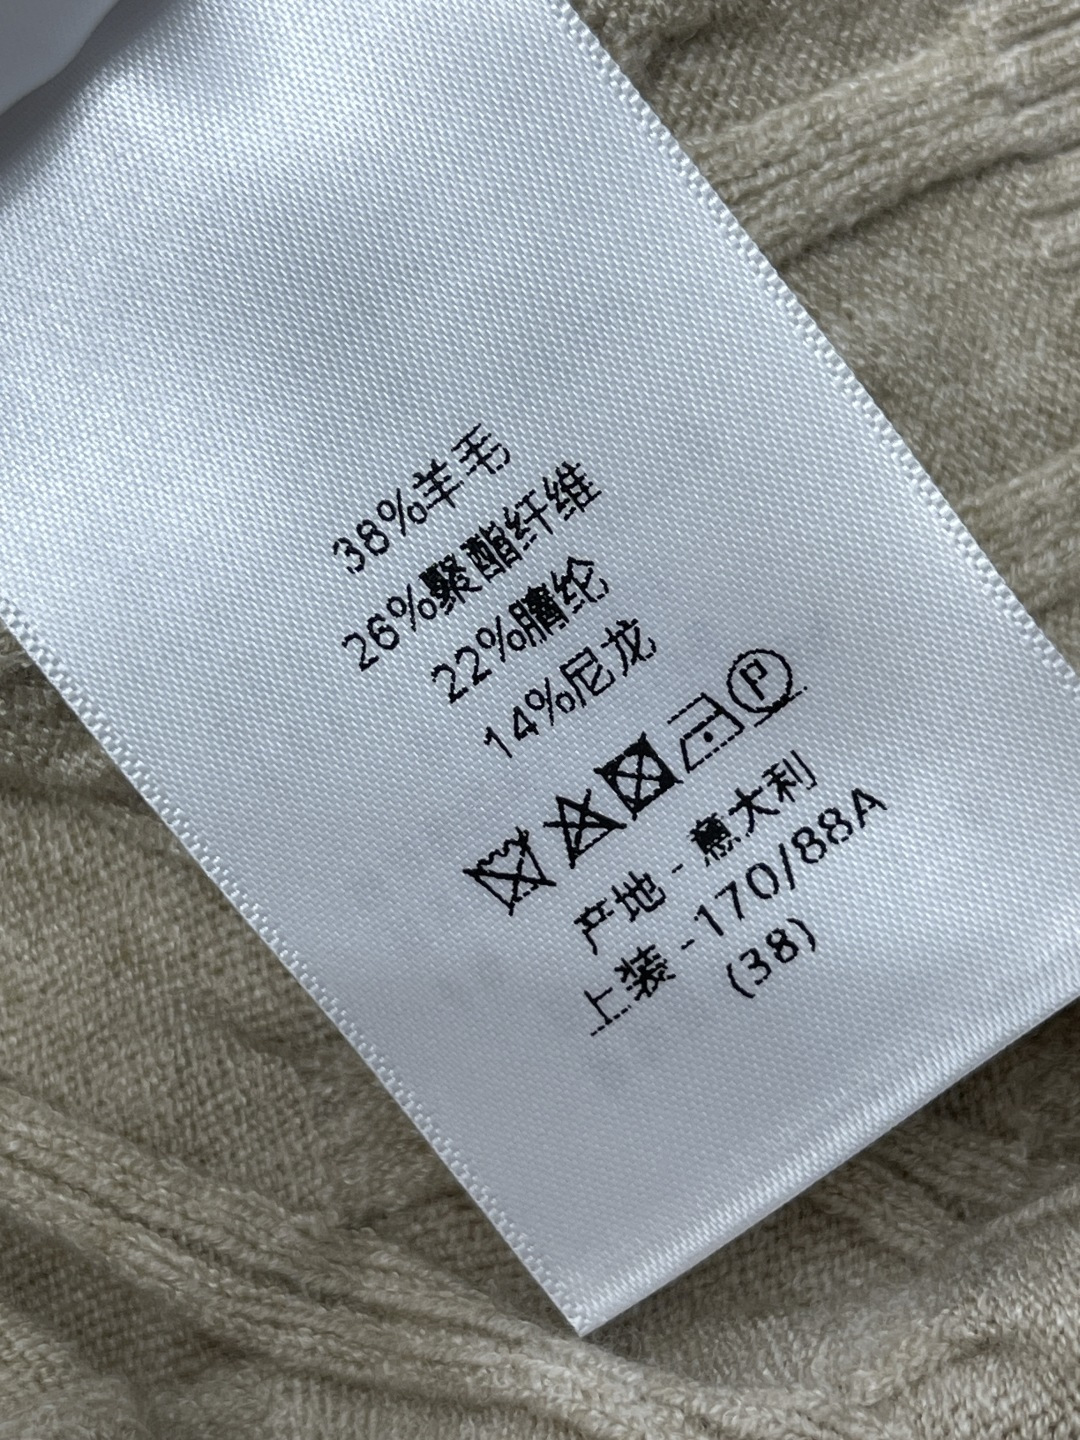 38%羊毛
26%聚酯纤维
22%腈纶
14%尼龙
P
产地 - 意大利
上装 - 170/88A
(38)